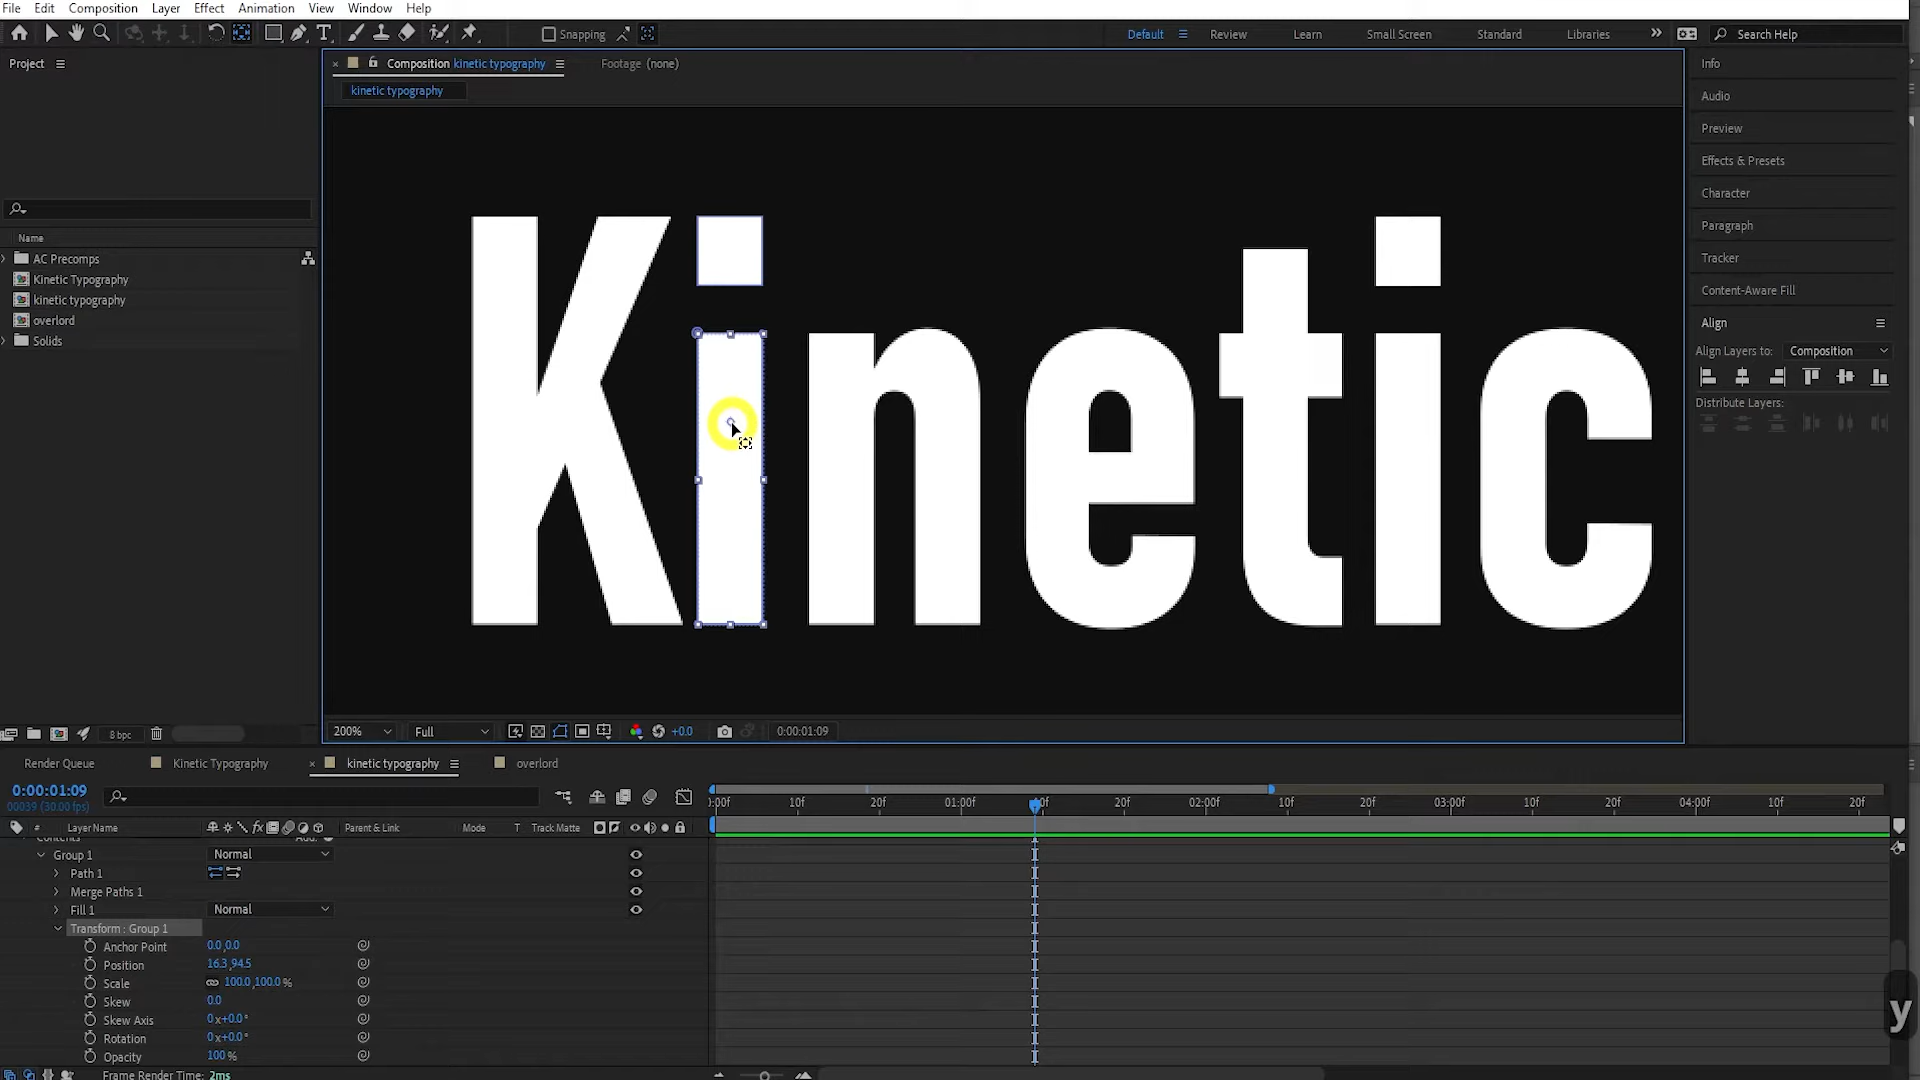 File Edit Composition Layer Effect Animation View Window Help
Snapping Default Review Learn Small Screen Standard Libraries Search Help
Project
Composition kinetic typography Footage (none)
kinetic typography
Name
AC Precomps
Kinetic Typography
kinetic typography
overlord
Solids
8 bpc
Kinetic
200% Full +0.0 0:00:01:09
Info
Audio
Preview
Effects & Presets
Character
Paragraph
Tracker
Content-Aware Fill
Align
Align Layers to: Composition
Distribute Layers:
Render Queue Kinetic Typography kinetic typography overlord
0:00:01:09
00039 (30.00 fps)
:00f 10f 20f 01:00f 20f 02:00f 10f 20f 03:00f 10f 20f 04:00f 10f 20f
# Layer Name Parent & Link Mode T Track Matte
Group 1 Normal
Path 1
Merge Paths 1
Fill 1 Normal
Transform : Group 1
Anchor Point 0.0,0.0
Position 16.3,94.5
Scale 100.0,100.0 %
Skew 0.0
Skew Axis 0x+0.0°
Rotation 0x+0.0°
Opacity 100 %
Frame Render Time: 2ms
y